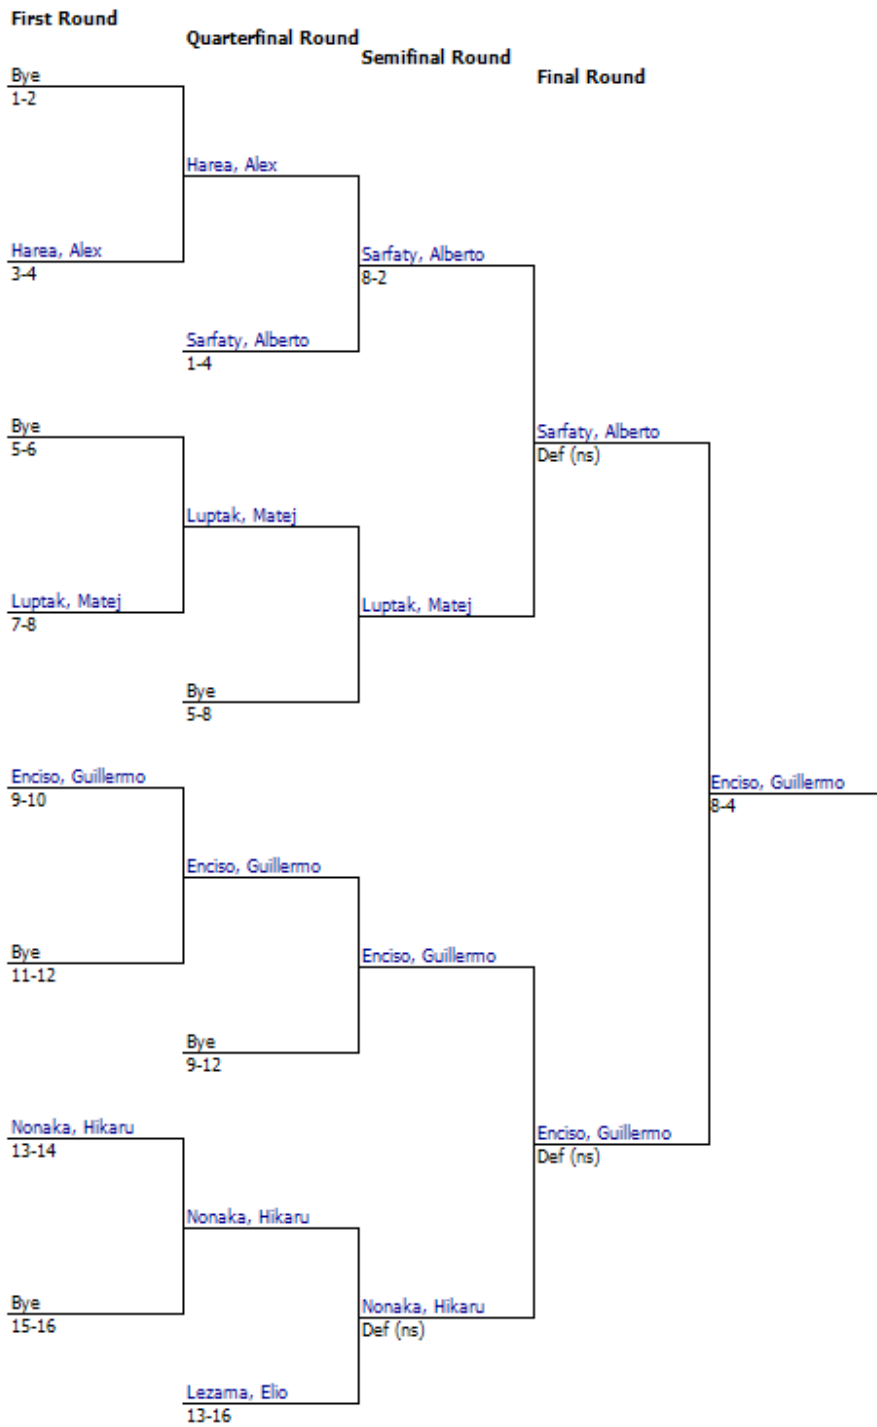 First Round
Quarterfinal Round
Semifinal Round
Final Round
Bye
1-2
Harea, Alex
Harea, Alex
3-4
Sarfaty, Alberto
8-2
Sarfaty, Alberto
1-4
Bye
5-6
Sarfaty, Alberto
Def (ns)
Luptak, Matej
Luptak, Matej
7-8
Luptak, Matej
Bye
5-8
Enciso, Guillermo
9-10
Enciso, Guillermo
8-4
Enciso, Guillermo
Bye
11-12
Enciso, Guillermo
Bye
9-12
Nonaka, Hikaru
13-14
Enciso, Guillermo
Def (ns)
Nonaka, Hikaru
Bye
15-16
Nonaka, Hikaru
Def (ns)
Lezama, Elio
13-16